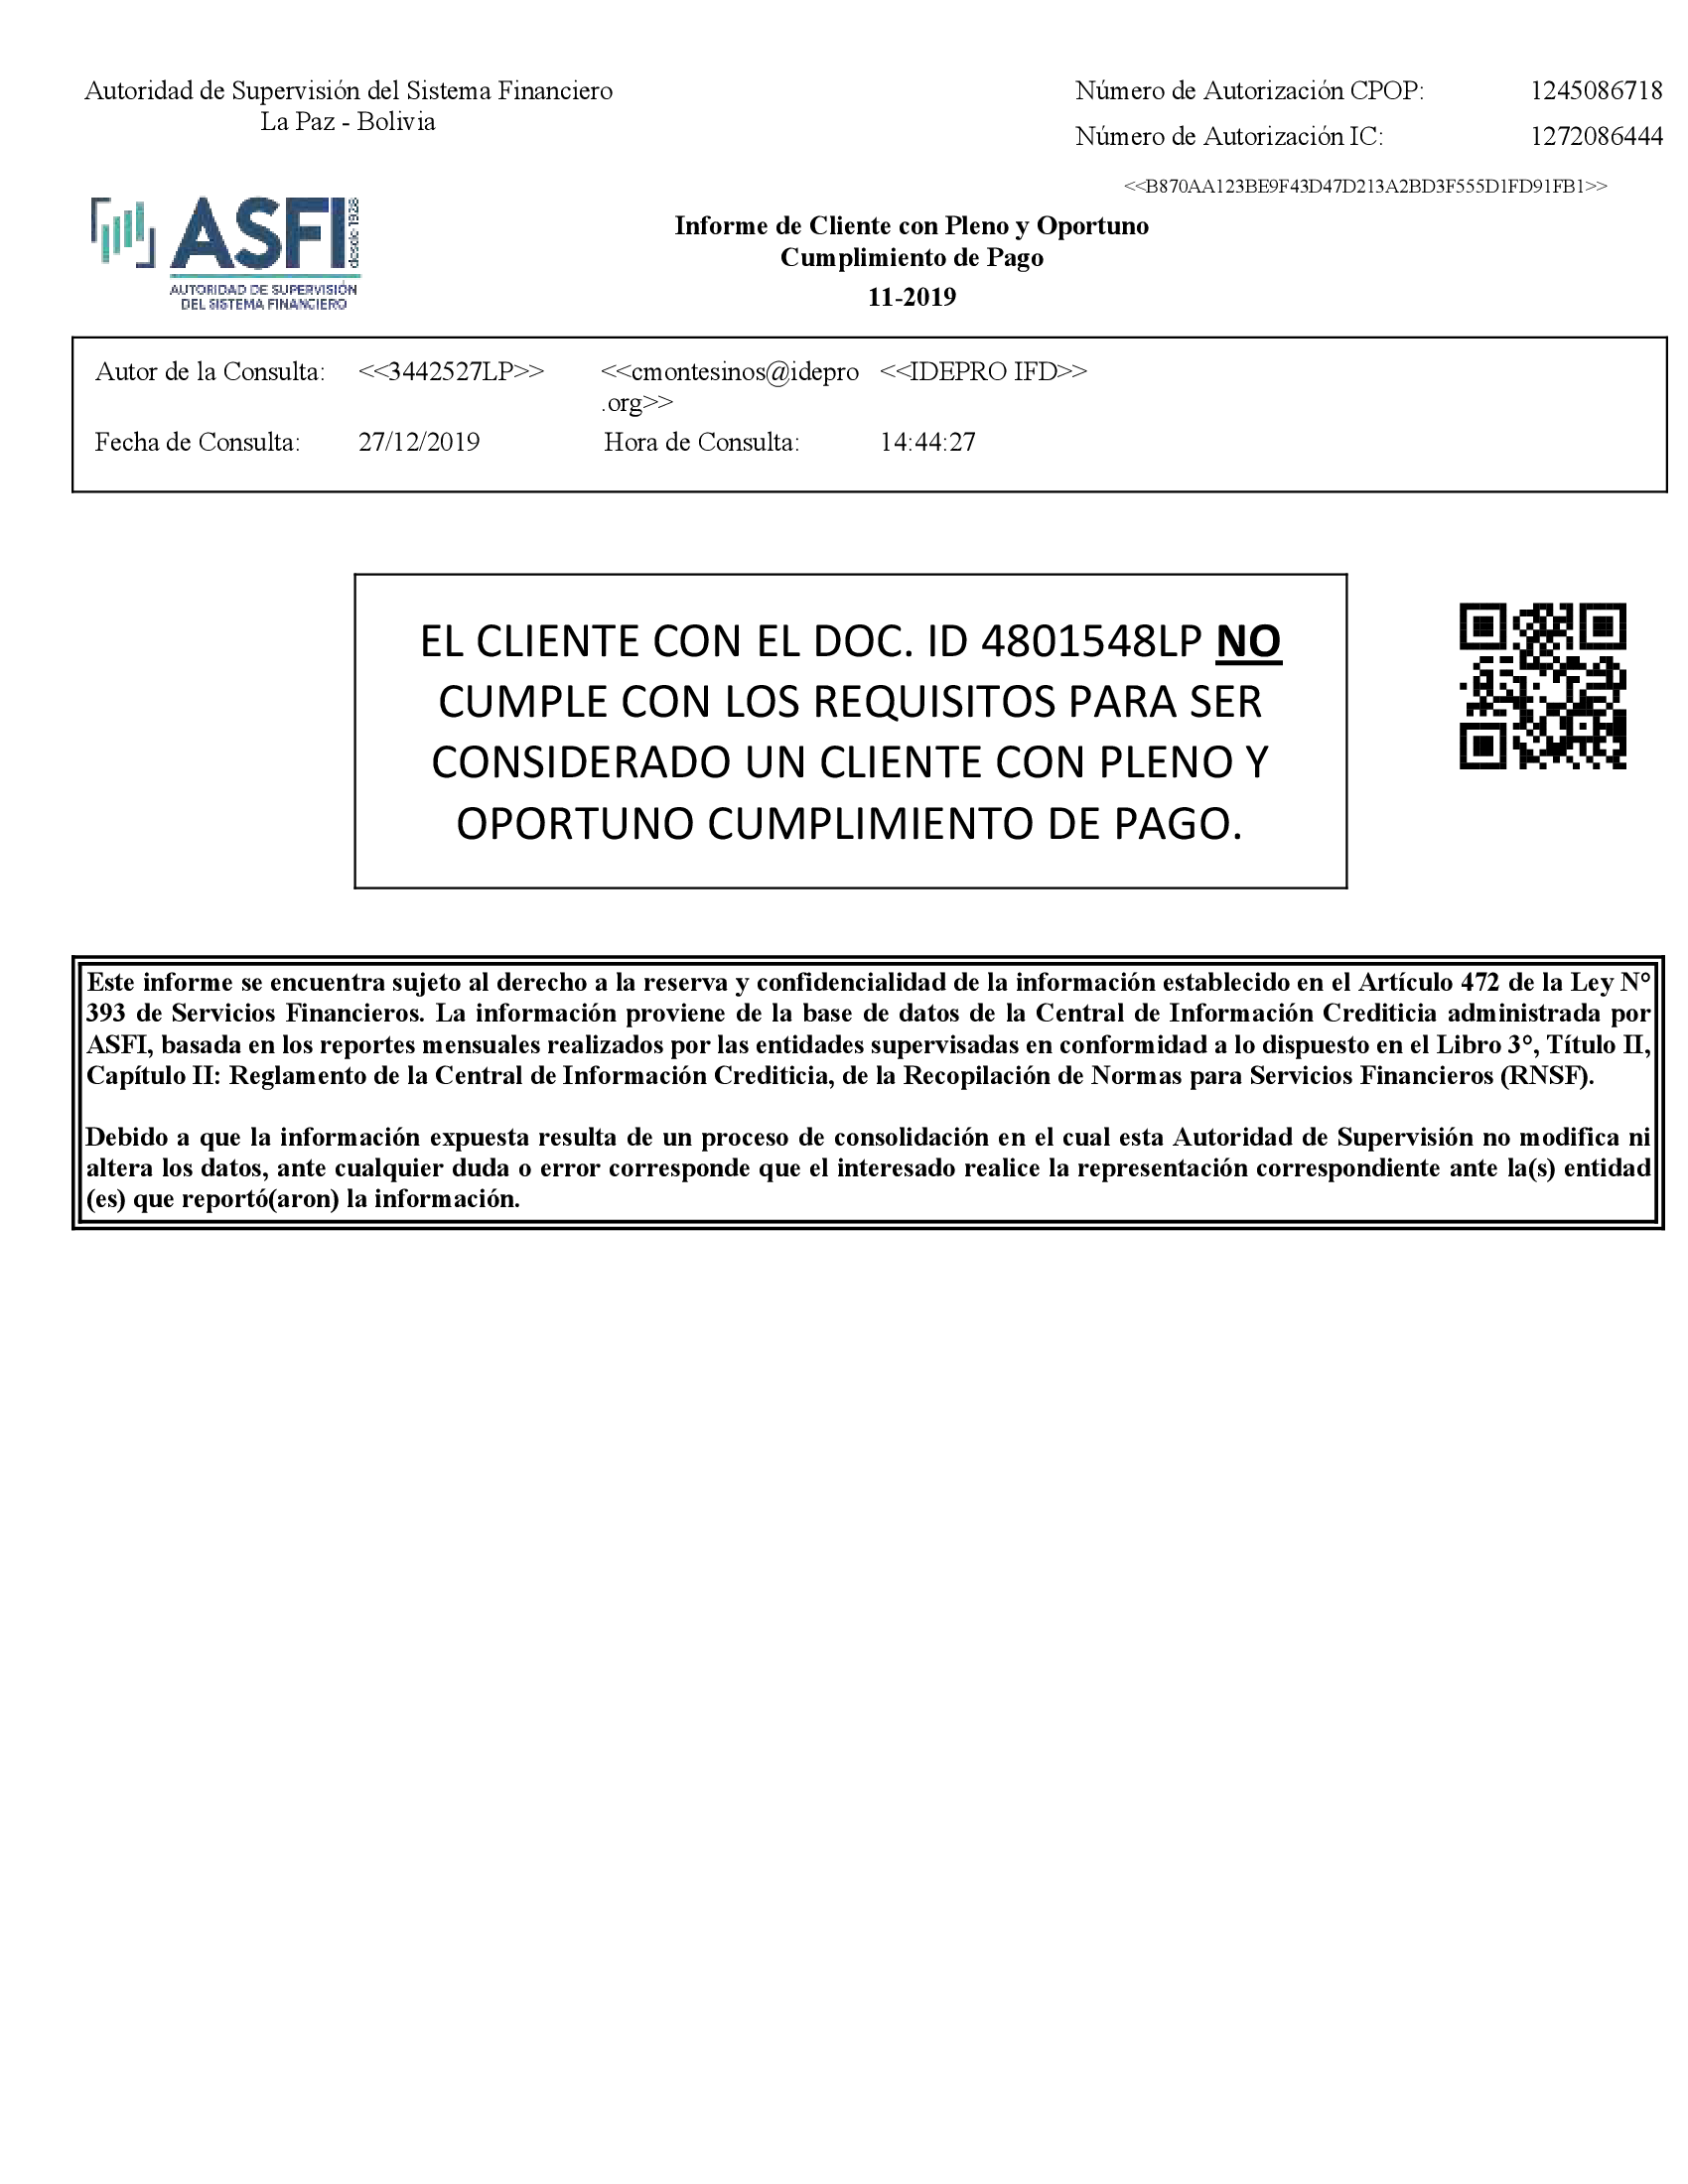 Autoridad de Supervisión del Sistema Financiero
La Paz - Bolivia
Número de Autorización CPOP: 1245086718
Número de Autorización IC: 1272086444
<<B870AA123BE9F43D47D213A2BD3F555D1FD91FB1>>
ASFI
desde 1928
AUTORIDAD DE SUPERVISIÓN
DEL SISTEMA FINANCIERO
Informe de Cliente con Pleno y Oportuno
Cumplimiento de Pago
11-2019
Autor de la Consulta: <<3442527LP>> <<cmontesinos@idepro <<IDEPRO IFD>>
.org>>
Fecha de Consulta: 27/12/2019 Hora de Consulta: 14:44:27
EL CLIENTE CON EL DOC. ID 4801548LP NO
CUMPLE CON LOS REQUISITOS PARA SER
CONSIDERADO UN CLIENTE CON PLENO Y
OPORTUNO CUMPLIMIENTO DE PAGO.
Este informe se encuentra sujeto al derecho a la reserva y confidencialidad de la información establecido en el Artículo 472 de la Ley N°
393 de Servicios Financieros. La información proviene de la base de datos de la Central de Información Crediticia administrada por
ASFI, basada en los reportes mensuales realizados por las entidades supervisadas en conformidad a lo dispuesto en el Libro 3°, Título II,
Capítulo II: Reglamento de la Central de Información Crediticia, de la Recopilación de Normas para Servicios Financieros (RNSF).
Debido a que la información expuesta resulta de un proceso de consolidación en el cual esta Autoridad de Supervisión no modifica ni
altera los datos, ante cualquier duda o error corresponde que el interesado realice la representación correspondiente ante la(s) entidad
(es) que reportó(aron) la información.